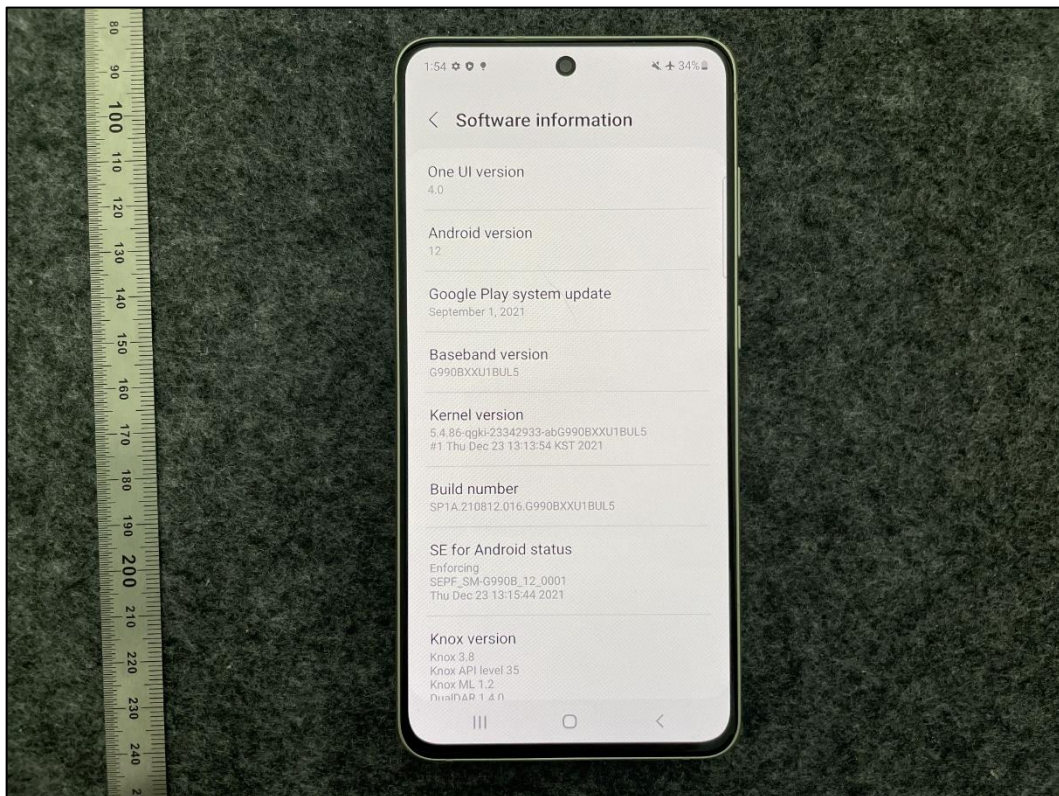 80
90
100
110
120
130
140
150
160
170
180
190
200
210
220
230
240
1:54
34%
Software information
One UI version
4.0
Android version
12
Google Play system update
September 1, 2021
Baseband version
G990BXXU1BUL5
Kernel version
5.4.86-qgki-23342933-abG990BXXU1BUL5
#1 Thu Dec 23 13:13:54 KST 2021
Build number
SP1A.210812.016.G990BXXU1BUL5
SE for Android status
Enforcing
SEPF_SM-G990B_12_0001
Thu Dec 23 13:15:44 2021
Knox version
Knox 3.8
Knox API level 35
Knox ML 1.2
DualDAR 1.4.0